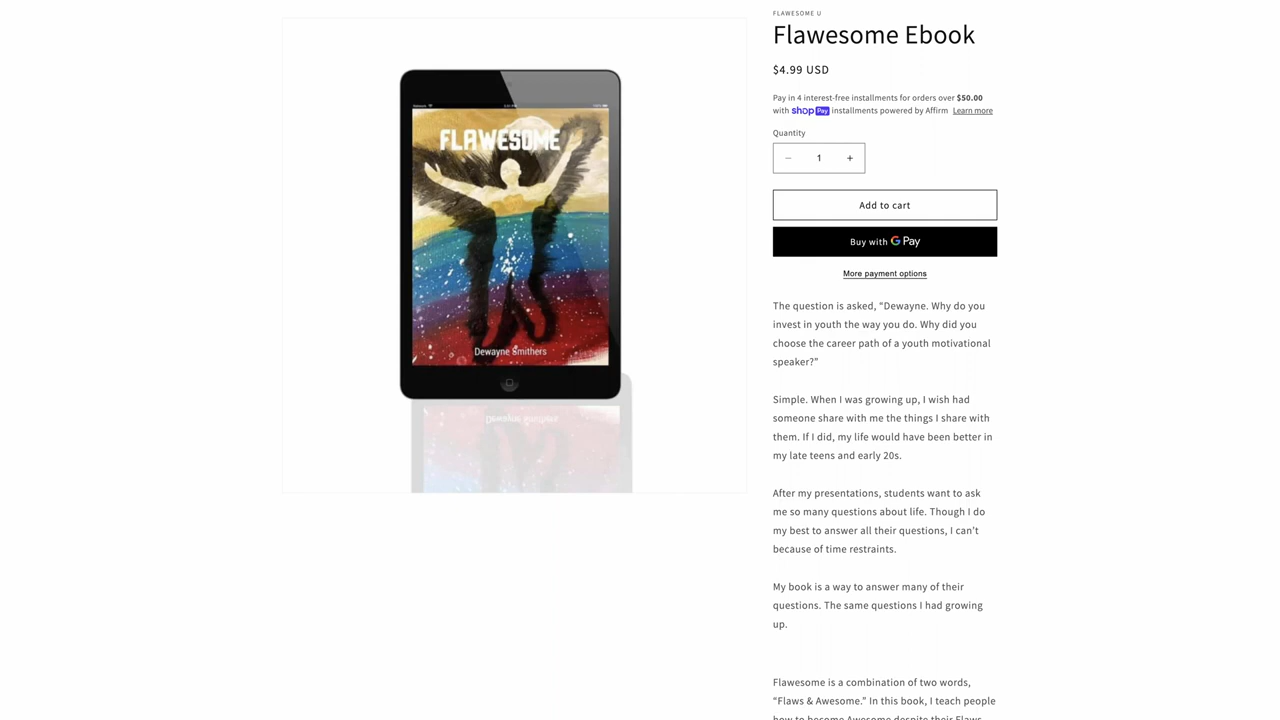 FLAWESOME U
Flawesome Ebook
$4.99 USD
Pay in 4 interest-free installments for orders over $50.00
with shop Pay installments powered by Affirm Learn more
Quantity
− 1 +
Add to cart
Buy with G Pay
More payment options
The question is asked, “Dewayne. Why do you
invest in youth the way you do. Why did you
choose the career path of a youth motivational
speaker?”
Simple. When I was growing up, I wish had
someone share with me the things I share with
them. If I did, my life would have been better in
my late teens and early 20s.
After my presentations, students want to ask
me so many questions about life. Though I do
my best to answer all their questions, I can’t
because of time restraints.
My book is a way to answer many of their
questions. The same questions I had growing
up.
Flawesome is a combination of two words,
“Flaws & Awesome.” In this book, I teach people
how to become Awesome despite their Flaws
FLAWESOME
Dewayne Smithers